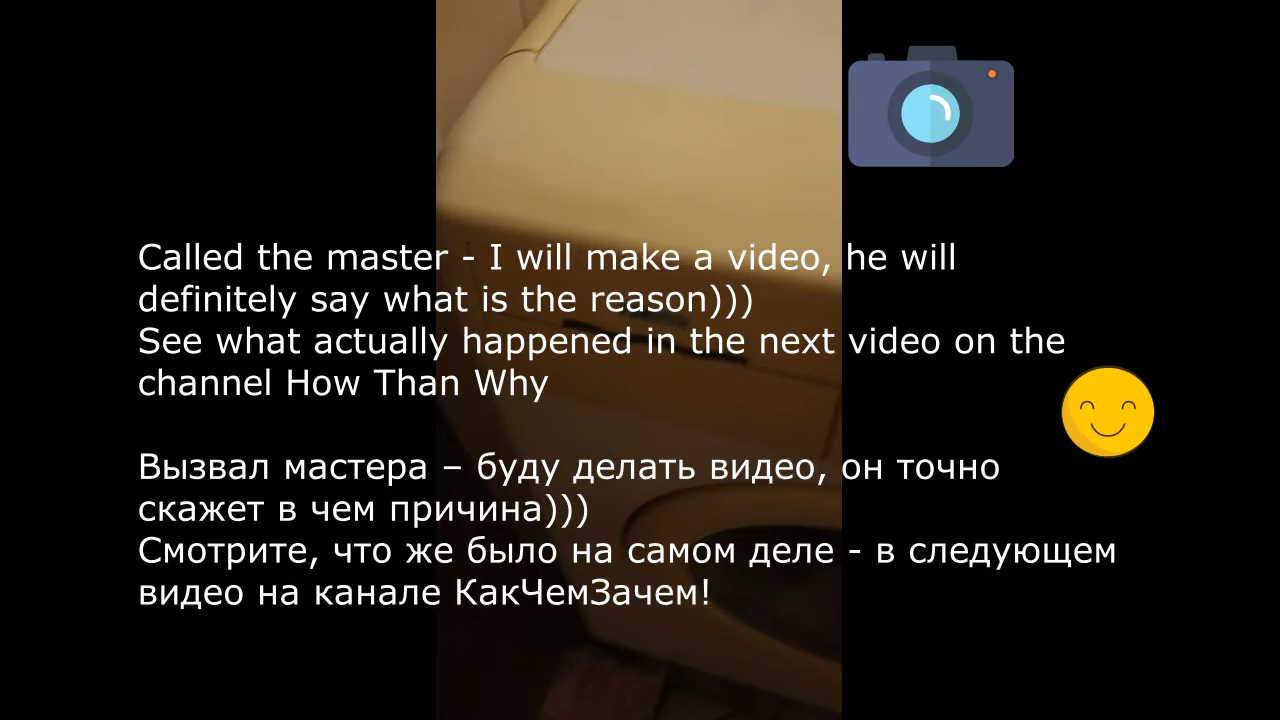 Called the master - I will make a video, he will
definitely say what is the reason)))
See what actually happened in the next video on the
channel How Than Why
Вызвал мастера – буду делать видео, он точно
скажет в чем причина)))
Смотрите, что же было на самом деле - в следующем
видео на канале КакЧемЗачем!